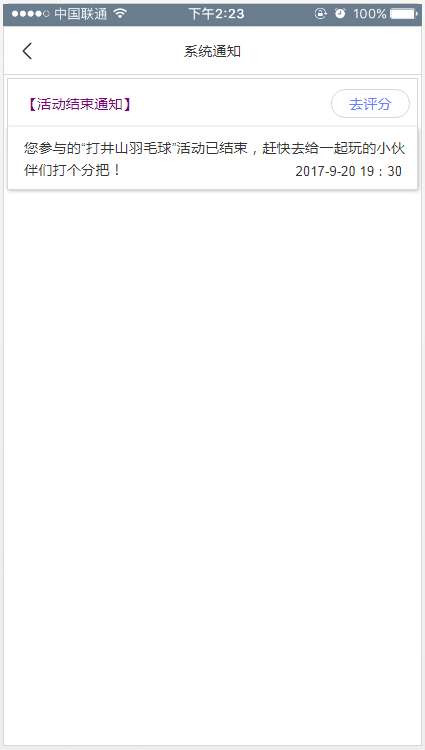 中国联通 下午2:23 100%
系统通知
【活动结束通知】 去评分
您参与的“打井山羽毛球”活动已结束，赶快去给一起玩的小伙
伴们打个分把！ 2017-9-20 19：30